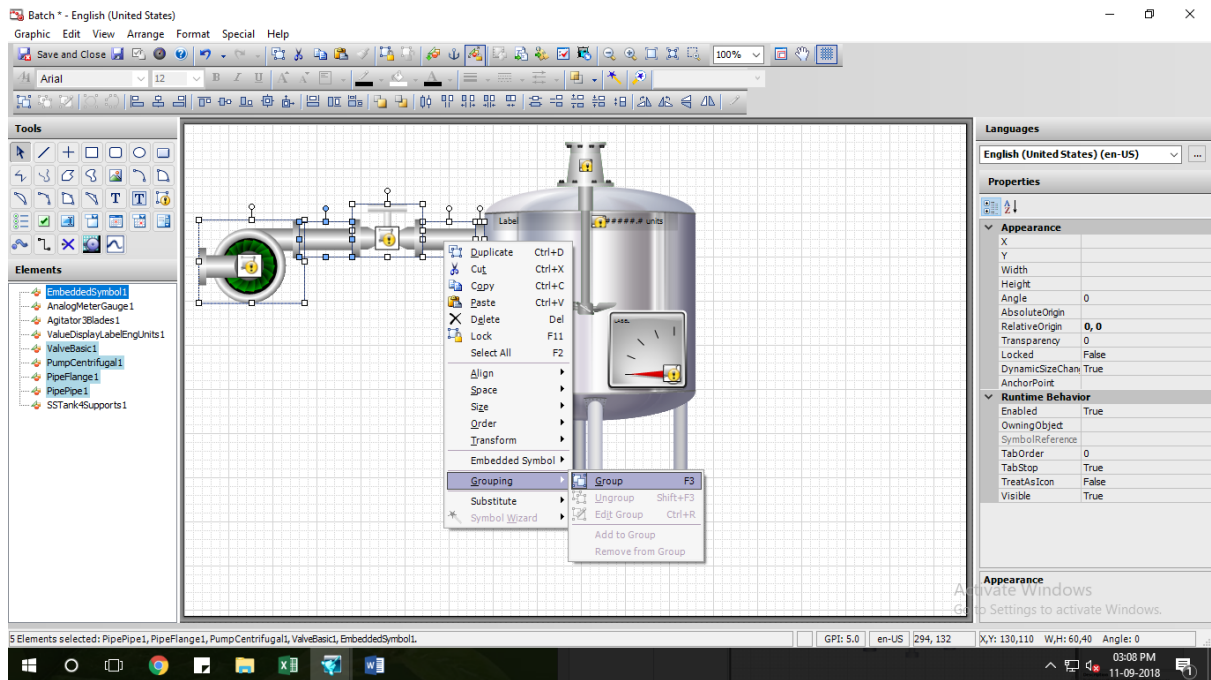 Batch * - English (United States)
Graphic Edit View Arrange Format Special Help
Save and Close
100%
Arial
12
B I U A A A
Tools
T T
Elements
EmbeddedSymbol1
AnalogMeterGauge1
Agitator3Blades1
ValueDisplayLabelEngUnits1
ValveBasic1
PumpCentrifugal1
PipeFlange1
PipePipe1
SSTank4Supports1
Label
#####.# units
LABEL
Duplicate Ctrl+D
Cut Ctrl+X
Copy Ctrl+C
Paste Ctrl+V
Delete Del
Lock F11
Select All F2
Align
Space
Size
Order
Transform
Embedded Symbol
Grouping
Substitute
Symbol Wizard
Group F3
Ungroup Shift+F3
Edit Group Ctrl+R
Add to Group
Remove from Group
Languages
English (United States) (en-US)
...
Properties
Appearance
X
Y
Width
Height
Angle 0
AbsoluteOrigin
RelativeOrigin 0, 0
Transparency 0
Locked False
DynamicSizeChan True
AnchorPoint
Runtime Behavior
Enabled True
OwningObject
SymbolReference
TabOrder 0
TabStop True
TreatAsIcon False
Visible True
Appearance
Activate Windows
Go to Settings to activate Windows.
5 Elements selected: PipePipe1, PipeFlange1, PumpCentrifugal1, ValveBasic1, EmbeddedSymbol1.
GPI: 5.0 en-US 294, 132 X,Y: 130,110 W,H: 60,40 Angle: 0
03:08 PM
11-09-2018
1